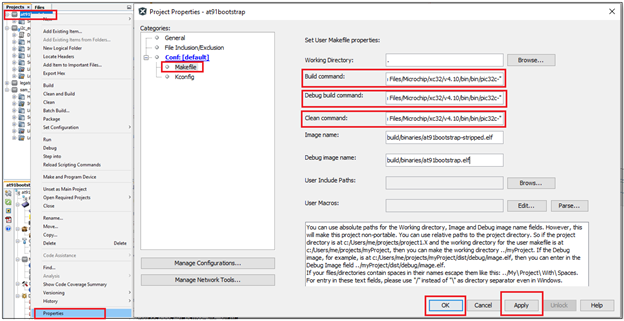 Projects
Files
New
Add Existing Item...
Add Existing Items from Folders...
New Logical Folder
Locate Headers
Add Item to Important Files...
Export Hex
Build
Clean and Build
Clean
Batch Build...
Package
Set Configuration
Run
Debug
Step into
Reload Scripting Commands
Make and Program Device
Unset as Main Project
Open Required Projects
Close
Rename...
Move...
Copy...
Delete Delete
Code Assistance
Find...
Analysis
Show Code Coverage Summary
Versioning
History
Properties
Project Properties - at91bootstrap
Categories:
General
File Inclusion/Exclusion
Conf: [default]
Makefile
Kconfig
Manage Configurations...
Manage Network Tools...
Set User Makefile properties:
Working Directory: . Browse...
Build command: Files/Microchip/xc32/v4.10/bin/bin/pic32c-"
Debug build command: Files/Microchip/xc32/v4.10/bin/bin/pic32c-"
Clean command: Files/Microchip/xc32/v4.10/bin/bin/pic32c-"
Image name: build/binaries/at91bootstrap-stripped.elf
Debug image name: build/binaries/at91bootstrap.elf
User Include Paths: Browse...
User Macros: Edit... Parse...
You can use absolute paths for the Working directory, Image and Debug image name fields. However, this
will make this project non-portable. You can use relative paths to the project directory. So if the project
directory is at c:/Users/me/projects/project1.X and the working directory for the user makefile is at
c:/Users/me/projects/myProject, then you can make the working directory ../myProject. If the Debug
image, for example, is at c:/Users/me/projects/myProject/dist/debug/image.elf, then you can enter in the
Debug Image field ../myProject/dist/debug/image.elf.
If your files/directories contain spaces in their names escape them like this: ../My\ Project\ With\ Spaces.
For entry in these text fields, please use "/" instead of "\" as directory separator even in Windows.
OK Cancel Apply Unlock Help